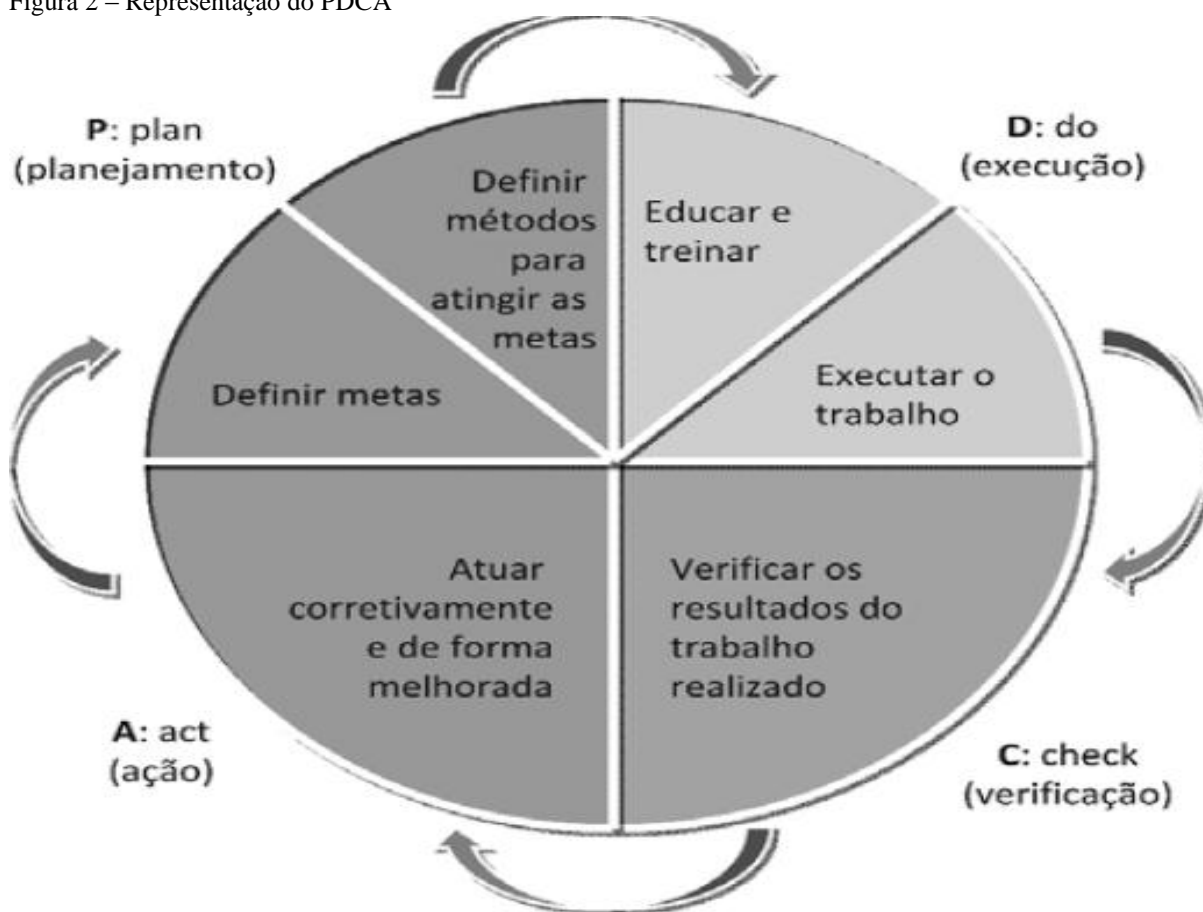 Figura 2 – Representação do PDCA
P: plan
(planejamento)
D: do
(execução)
Definir
métodos
para
atingir as
metas
Educar e
treinar
Definir metas
Executar o
trabalho
Atuar
corretivamente
e de forma
melhorada
Verificar os
resultados do
trabalho
realizado
A: act
(ação)
C: check
(verificação)